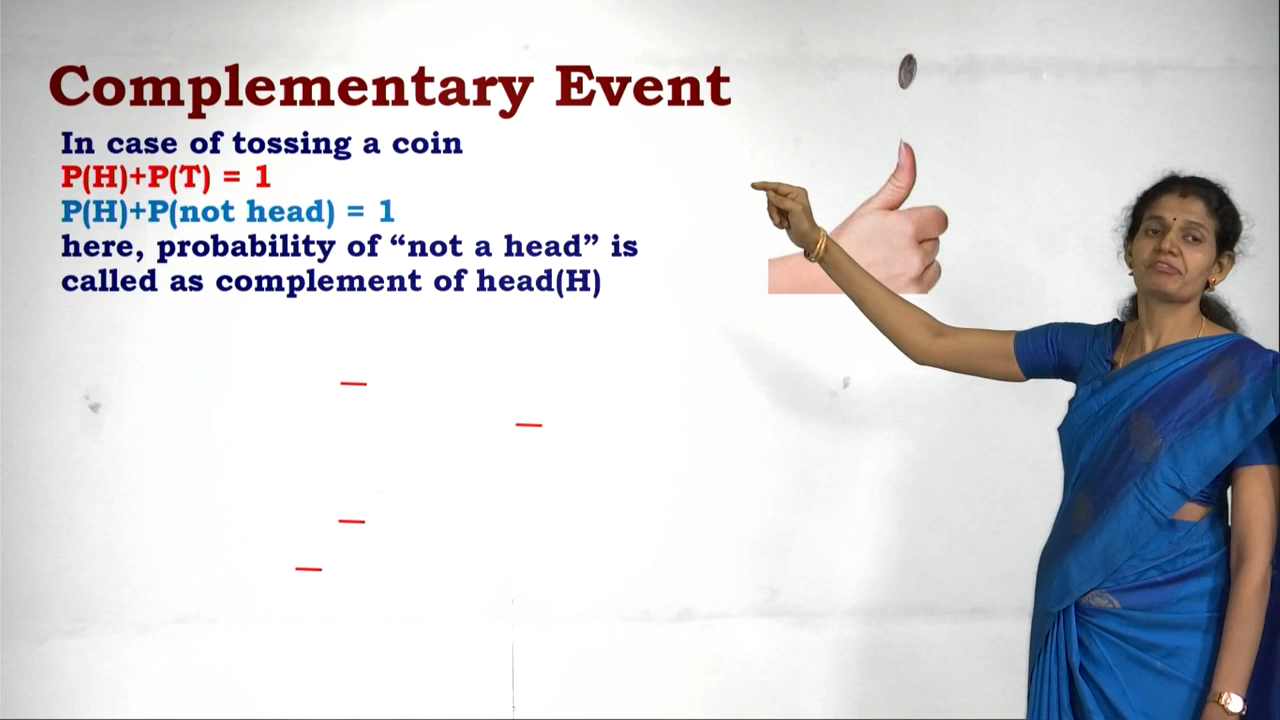 Complementary Event
In case of tossing a coin
P(H)+P(T) = 1
P(H)+P(not head) = 1
here, probability of “not a head” is
called as complement of head(H)